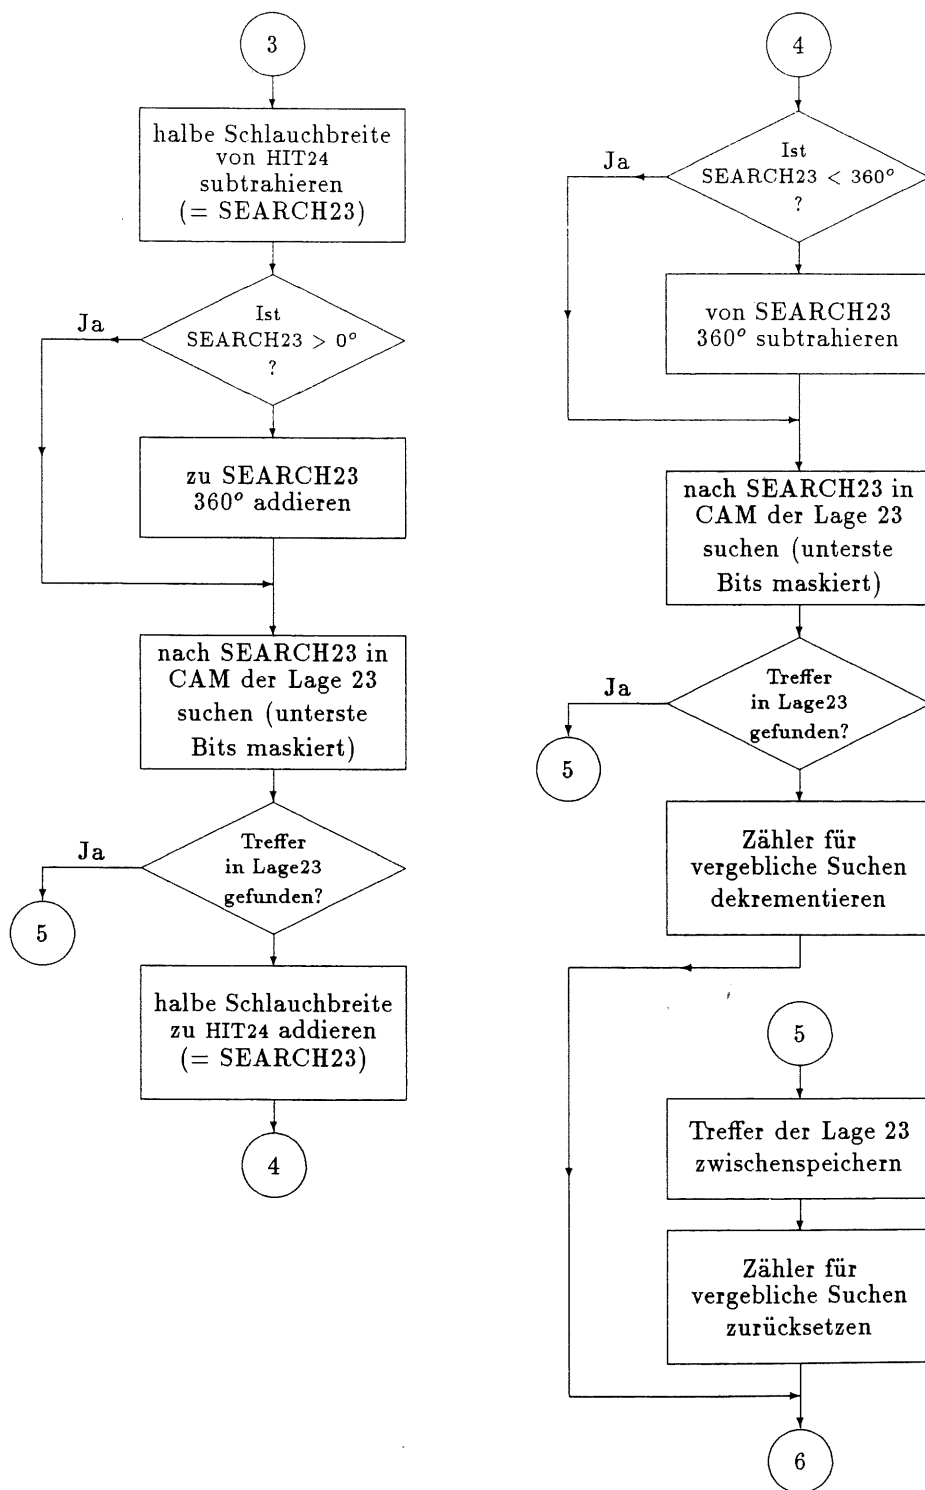 3
halbe Schlauchbreite
von HIT24
subtrahieren
(= SEARCH23)
Ist
SEARCH23 > 0°
?
Ja
zu SEARCH23
360° addieren
nach SEARCH23 in
CAM der Lage 23
suchen (unterste
Bits maskiert)
Treffer
in Lage23
gefunden?
Ja
5
halbe Schlauchbreite
zu HIT24 addieren
(= SEARCH23)
4
4
Ist
SEARCH23 < 360°
?
Ja
von SEARCH23
360° subtrahieren
nach SEARCH23 in
CAM der Lage 23
suchen (unterste
Bits maskiert)
Treffer
in Lage23
gefunden?
Ja
5
Zähler für
vergebliche Suchen
dekrementieren
5
Treffer der Lage 23
zwischenspeichern
Zähler für
vergebliche Suchen
zurücksetzen
6